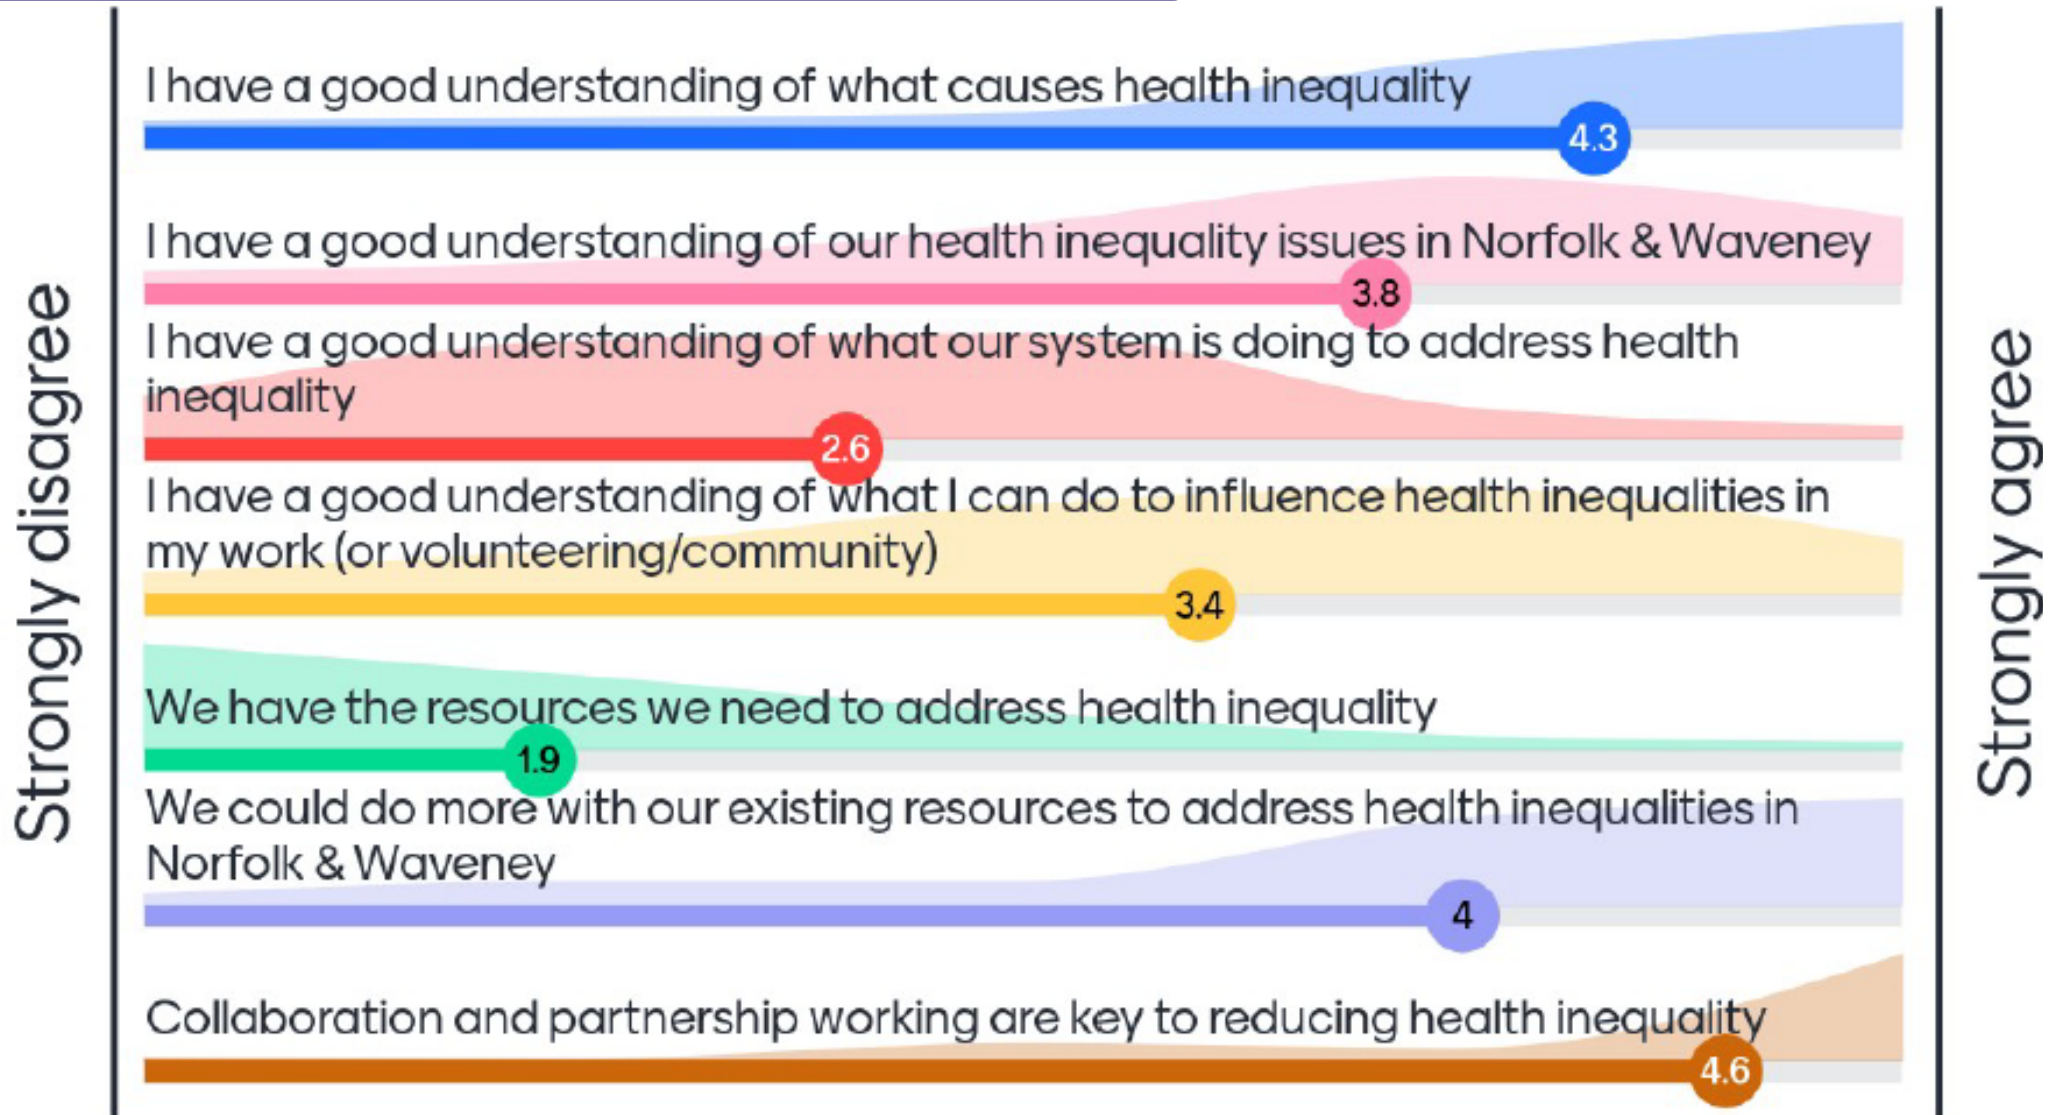 Strongly disagree
I have a good understanding of what causes health inequality
4.3
I have a good understanding of our health inequality issues in Norfolk & Waveney
3.8
I have a good understanding of what our system is doing to address health
inequality
2.6
I have a good understanding of what I can do to influence health inequalities in
my work (or volunteering/community)
3.4
We have the resources we need to address health inequality
1.9
We could do more with our existing resources to address health inequalities in
Norfolk & Waveney
4
Collaboration and partnership working are key to reducing health inequality
4.6
Strongly agree